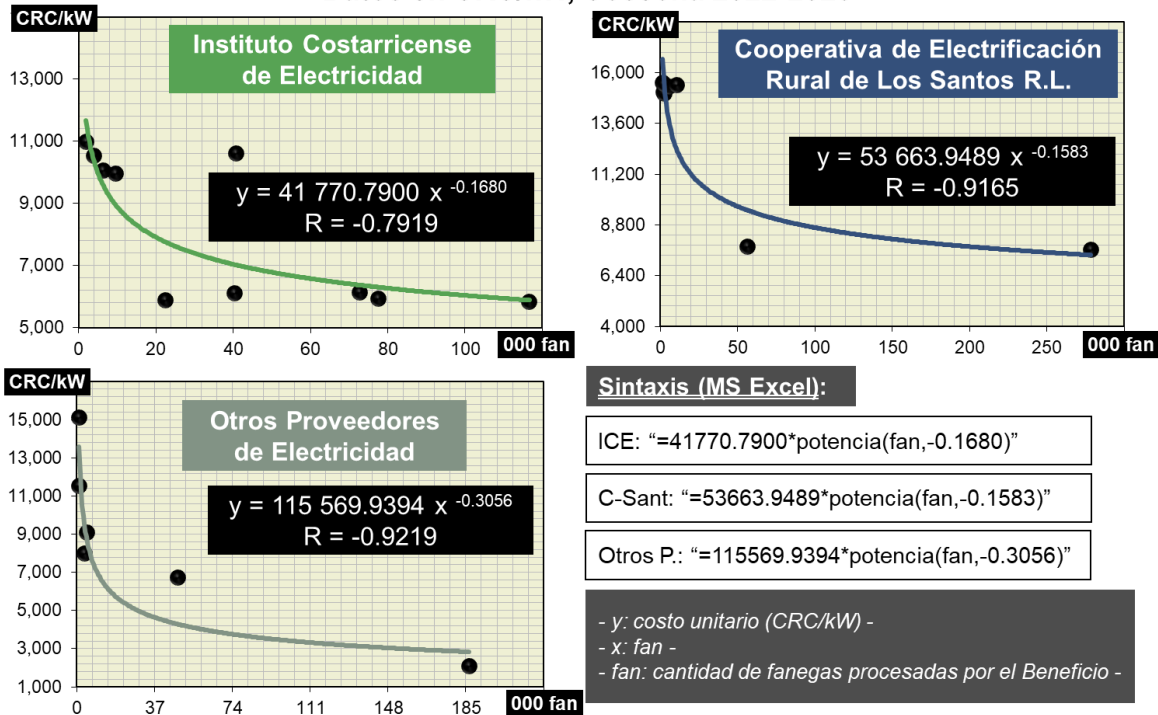 CRC/kW
Instituto Costarricense
de Electricidad
13,000
11,000
9,000
7,000
5,000
y = 41 770.7900 x -0.1680
R = -0.7919
0 20 40 60 80 100 000 fan
CRC/kW
Cooperativa de Electrificación
Rural de Los Santos R.L.
16,000
13,600
11,200
8,800
6,400
4,000
y = 53 663.9489 x -0.1583
R = -0.9165
0 50 100 150 200 250 000 fan
CRC/kW
Otros Proveedores
de Electricidad
15,000
13,000
11,000
9,000
7,000
5,000
3,000
1,000
y = 115 569.9394 x -0.3056
R = -0.9219
0 37 74 111 148 185 000 fan
Sintaxis (MS Excel):
ICE: “=41770.7900*potencia(fan,-0.1680)”
C-Sant: “=53663.9489*potencia(fan,-0.1583)”
Otros P.: “=115569.9394*potencia(fan,-0.3056)”
- y: costo unitario (CRC/kW) -
- x: fan -
- fan: cantidad de fanegas procesadas por el Beneficio -